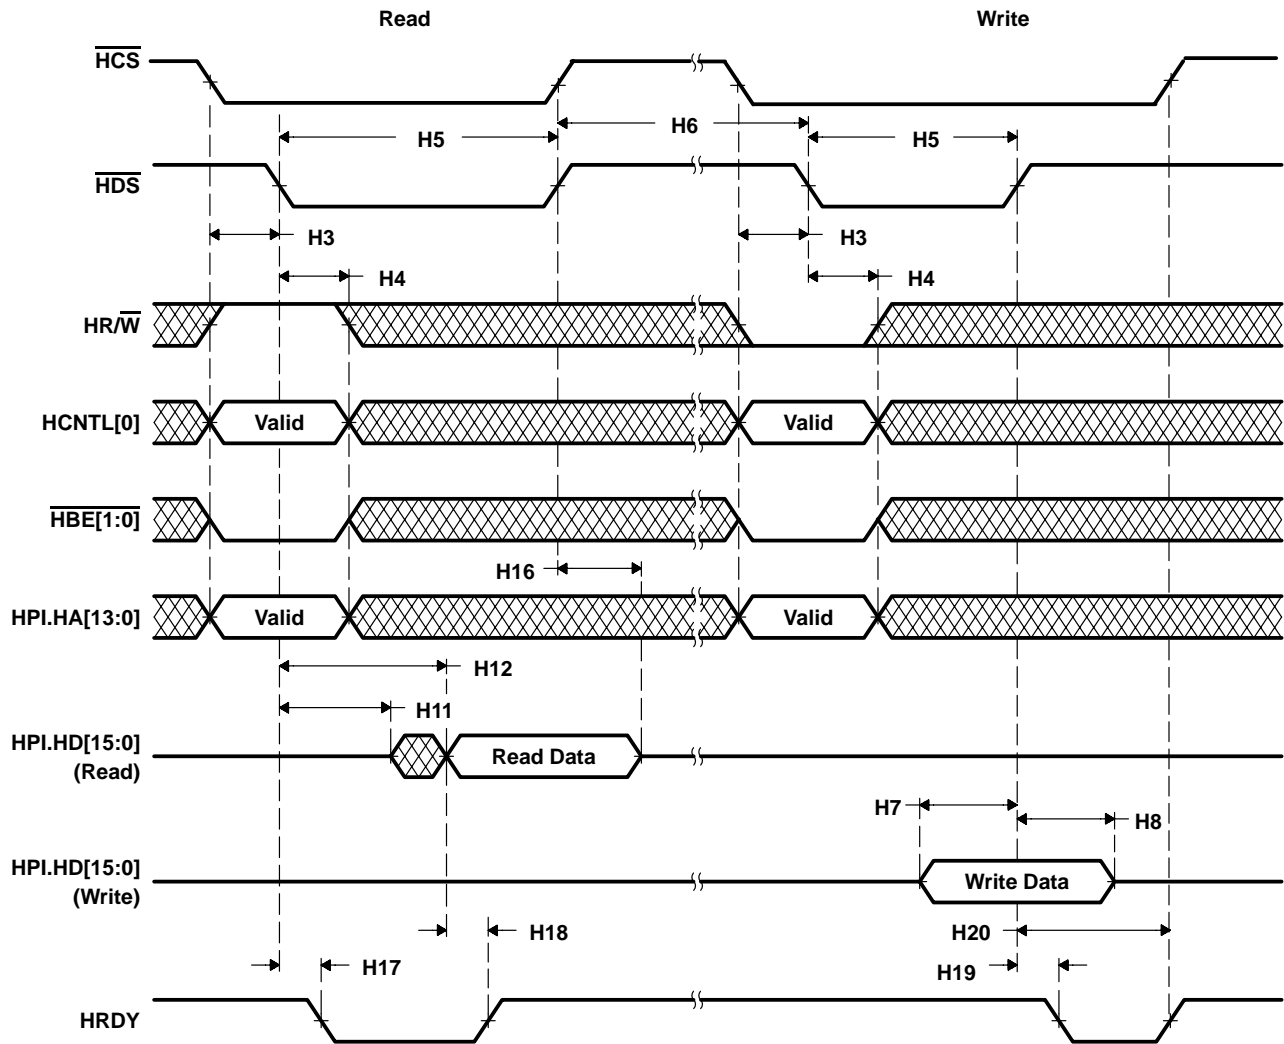 Read Write
HCS
H6
H5 H5
HDS
H3 H3
H4 H4
HR/W
HCNTL[0] Valid Valid
HBE[1:0]
H16
HPI.HA[13:0] Valid Valid
H12
H11
HPI.HD[15:0]
(Read) Read Data
H7 H8
HPI.HD[15:0]
(Write) Write Data
H18 H20
H17 H19
HRDY